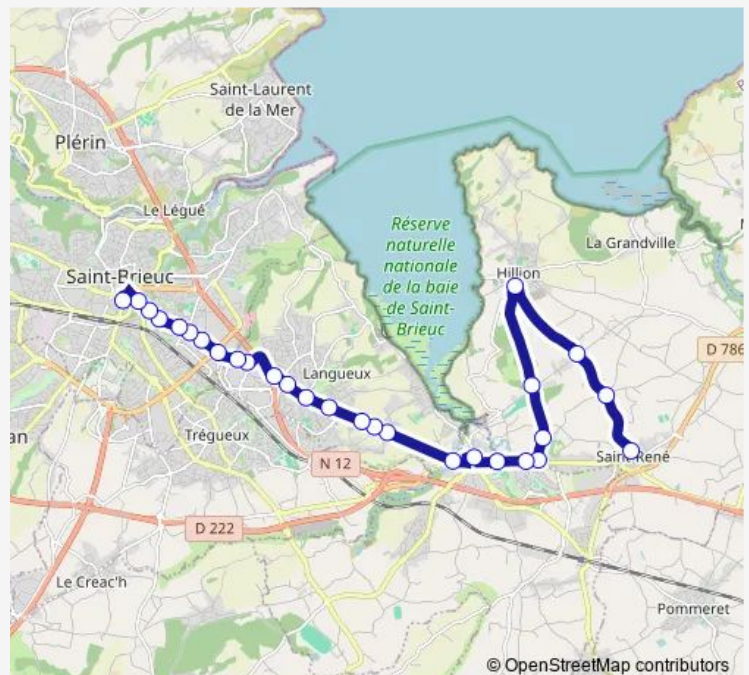 Saint-Laurent
de la Mer
Plérin
Le Légué
Réserve
naturelle
nationale
de la baie
de Saint-
Brieuc
La Grandville
Saint-Brieuc
Hillion
D 786
Langueux
Trégueux
Saint-René
N 12
D 222
Le Creac'h
Pommeret
© OpenStreetMap contributors